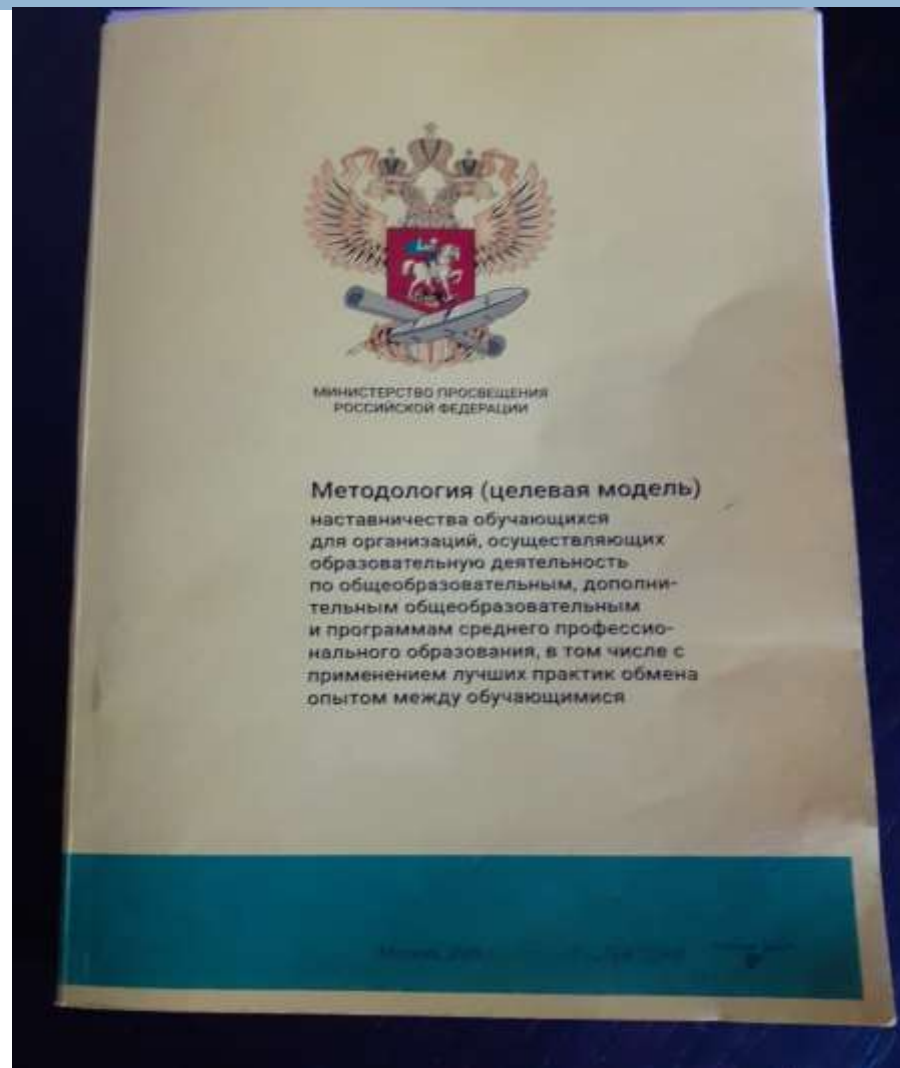 МИНИСТЕРСТВО ПРОСВЕЩЕНИЯ
РОССИЙСКОЙ ФЕДЕРАЦИИ
Методология (целевая модель)
наставничества обучающихся
для организаций, осуществляющих
образовательную деятельность
по общеобразовательным, дополни-
тельным общеобразовательным
и программам среднего профессио-
нального образования, в том числе с
применением лучших практик обмена
опытом между обучающимися